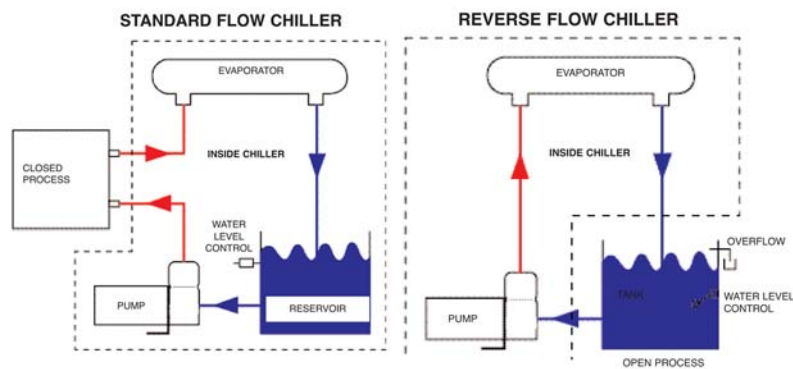 STANDARD FLOW CHILLER
EVAPORATOR
INSIDE CHILLER
CLOSED
PROCESS
WATER
LEVEL
CONTROL
PUMP
RESERVOIR
REVERSE FLOW CHILLER
EVAPORATOR
INSIDE CHILLER
OVERFLOW
TANK
WATER LEVEL
CONTROL
PUMP
OPEN PROCESS